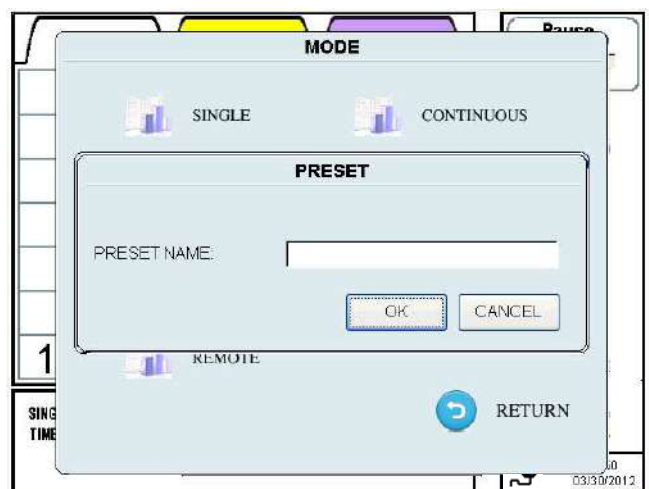 Pause
MODE
SINGLE
CONTINUOUS
PRESET
PRESET NAME:
OK
CANCEL
1
REMOTE
RETURN
SING
TIME
03/30/2012